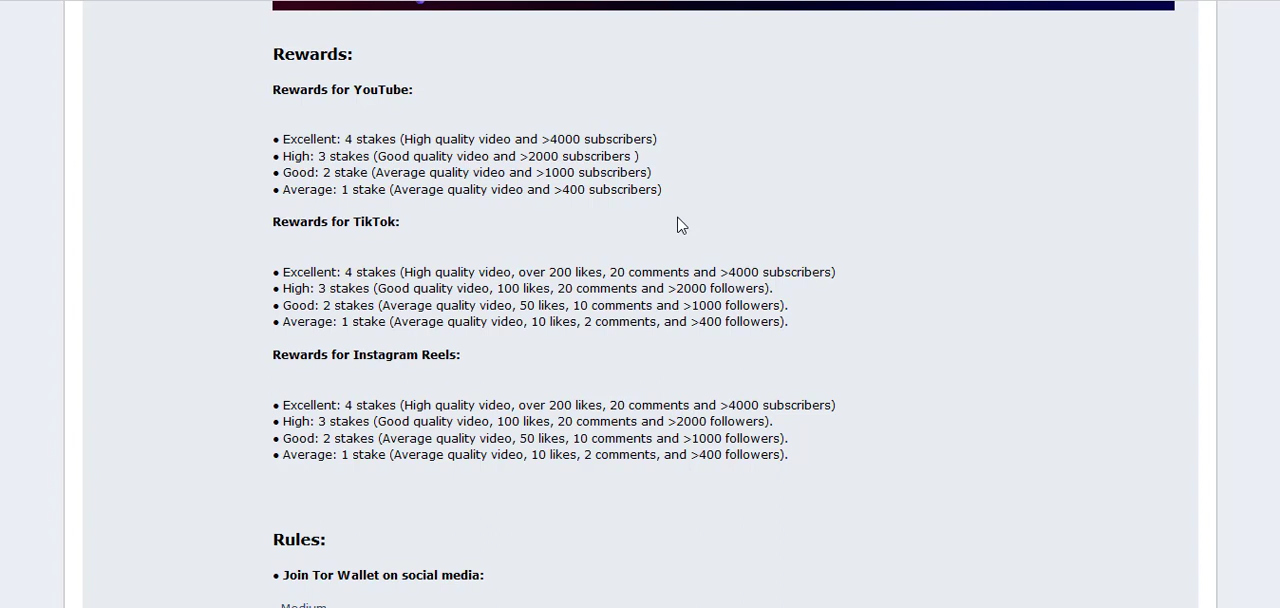 Rewards:
Rewards for YouTube:
● Excellent: 4 stakes (High quality video and >4000 subscribers)
● High: 3 stakes (Good quality video and >2000 subscribers )
● Good: 2 stake (Average quality video and >1000 subscribers)
● Average: 1 stake (Average quality video and >400 subscribers)
Rewards for TikTok:
● Excellent: 4 stakes (High quality video, over 200 likes, 20 comments and >4000 subscribers)
● High: 3 stakes (Good quality video, 100 likes, 20 comments and >2000 followers).
● Good: 2 stakes (Average quality video, 50 likes, 10 comments and >1000 followers).
● Average: 1 stake (Average quality video, 10 likes, 2 comments, and >400 followers).
Rewards for Instagram Reels:
● Excellent: 4 stakes (High quality video, over 200 likes, 20 comments and >4000 subscribers)
● High: 3 stakes (Good quality video, 100 likes, 20 comments and >2000 followers).
● Good: 2 stakes (Average quality video, 50 likes, 10 comments and >1000 followers).
● Average: 1 stake (Average quality video, 10 likes, 2 comments, and >400 followers).
Rules:
● Join Tor Wallet on social media:
Medium